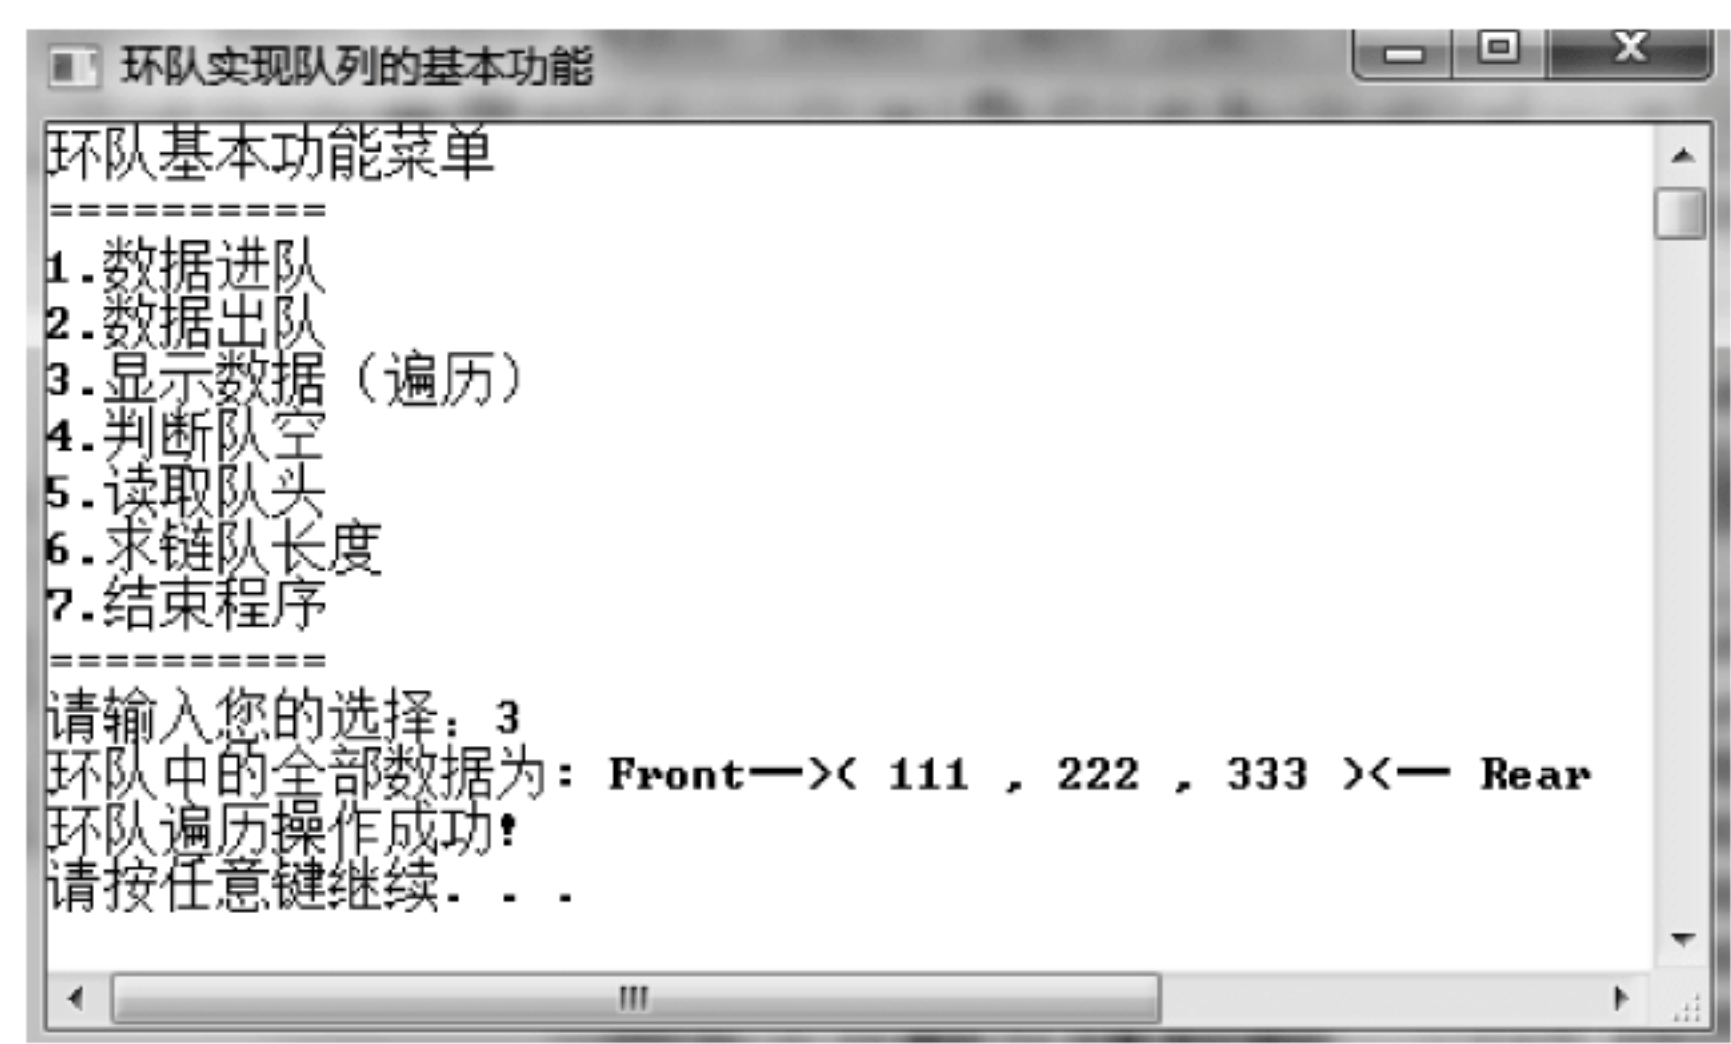 环队实现队列的基本功能
环队基本功能菜单
==========
1.数据进队
2.数据出队
3.显示数据（遍历）
4.判断队空
5.读取队头
6.求链队长度
7.结束程序
==========
请输入您的选择：3
环队中的全部数据为: Front—>< 111 , 222 , 333 ><— Rear
环队遍历操作成功!
请按任意键继续. . .